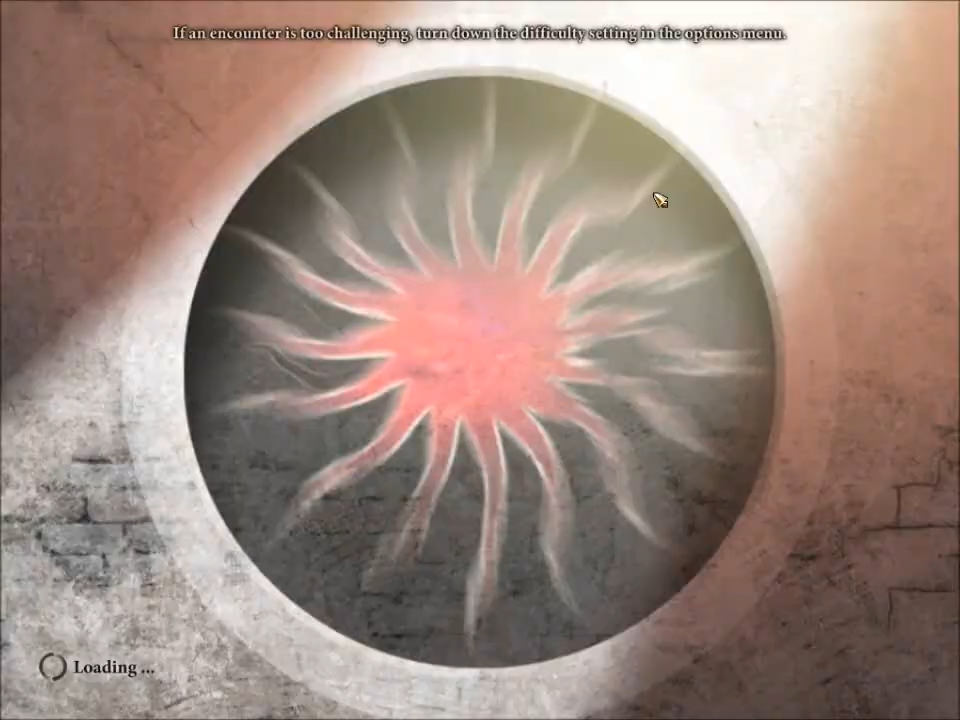 If an encounter is too challenging, turn down the difficulty setting in the options menu.
Loading ...